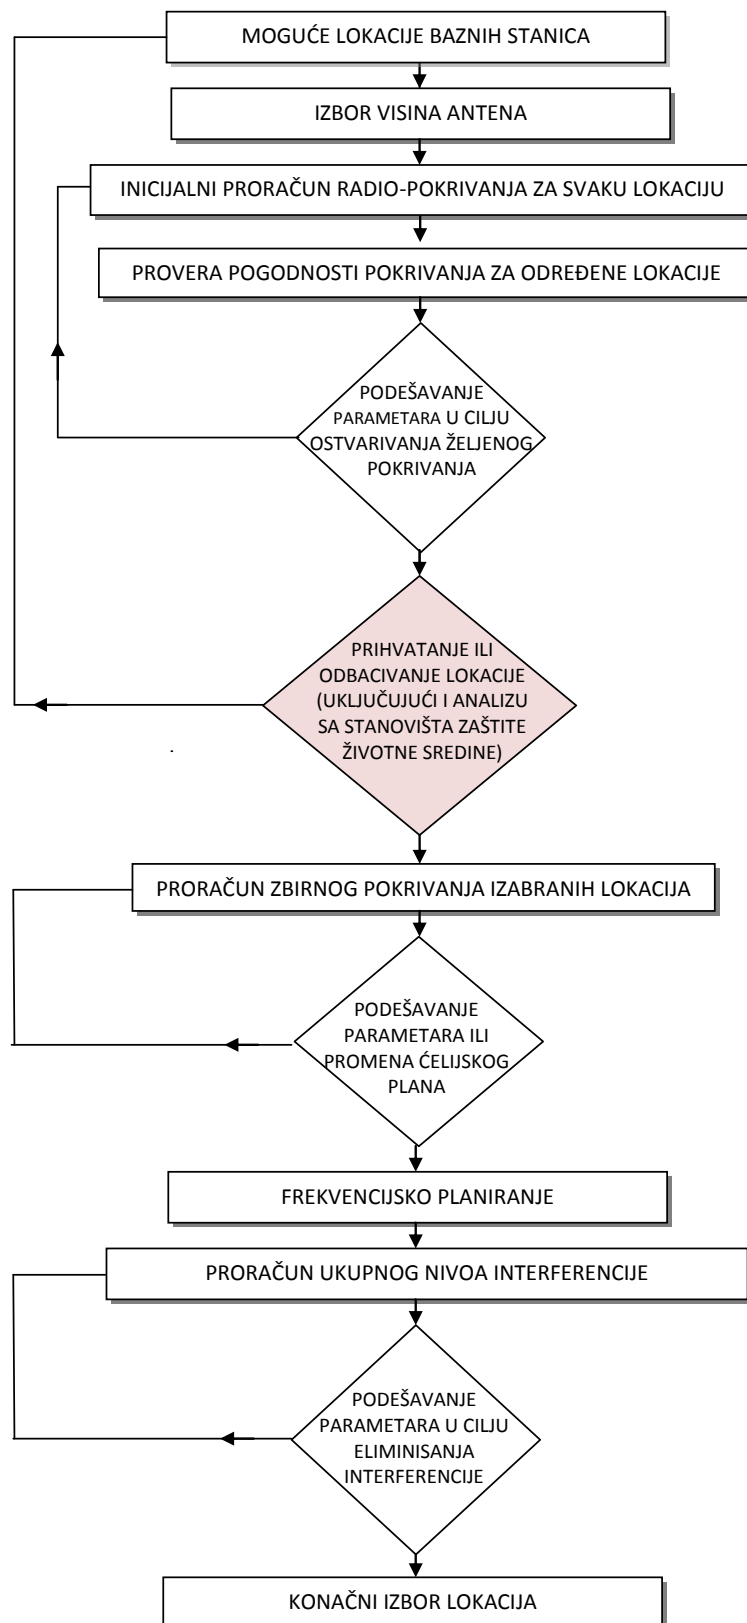 MOGUĆE LOKACIJE BAZNIH STANICA
IZBOR VISINA ANTENA
INICIJALNI PRORAČUN RADIO-POKRIVANJA ZA SVAKU LOKACIJU
PROVERA POGODNOSTI POKRIVANJA ZA ODREĐENE LOKACIJE
PODEŠAVANJE
PARAMETARA U CILJU
OSTVARIVANJA ŽELJENOG
POKRIVANJA
PRIHVATANJE ILI
ODBACIVANJE LOKACIJE
(UKLJUČUJUĆI I ANALIZU
SA STANOVIŠTA ZAŠTITE
ŽIVOTNE SREDINE)
PRORAČUN ZBIRNOG POKRIVANJA IZABRANIH LOKACIJA
PODEŠAVANJE
PARAMETARA ILI
PROMENA ĆELIJSKOG
PLANA
FREKVENCIJSKO PLANIRANJE
PRORAČUN UKUPNOG NIVOA INTERFERENCIJE
PODEŠAVANJE
PARAMETARA U CILJU
ELIMINISANJA
INTERFERENCIJE
KONAČNI IZBOR LOKACIJA